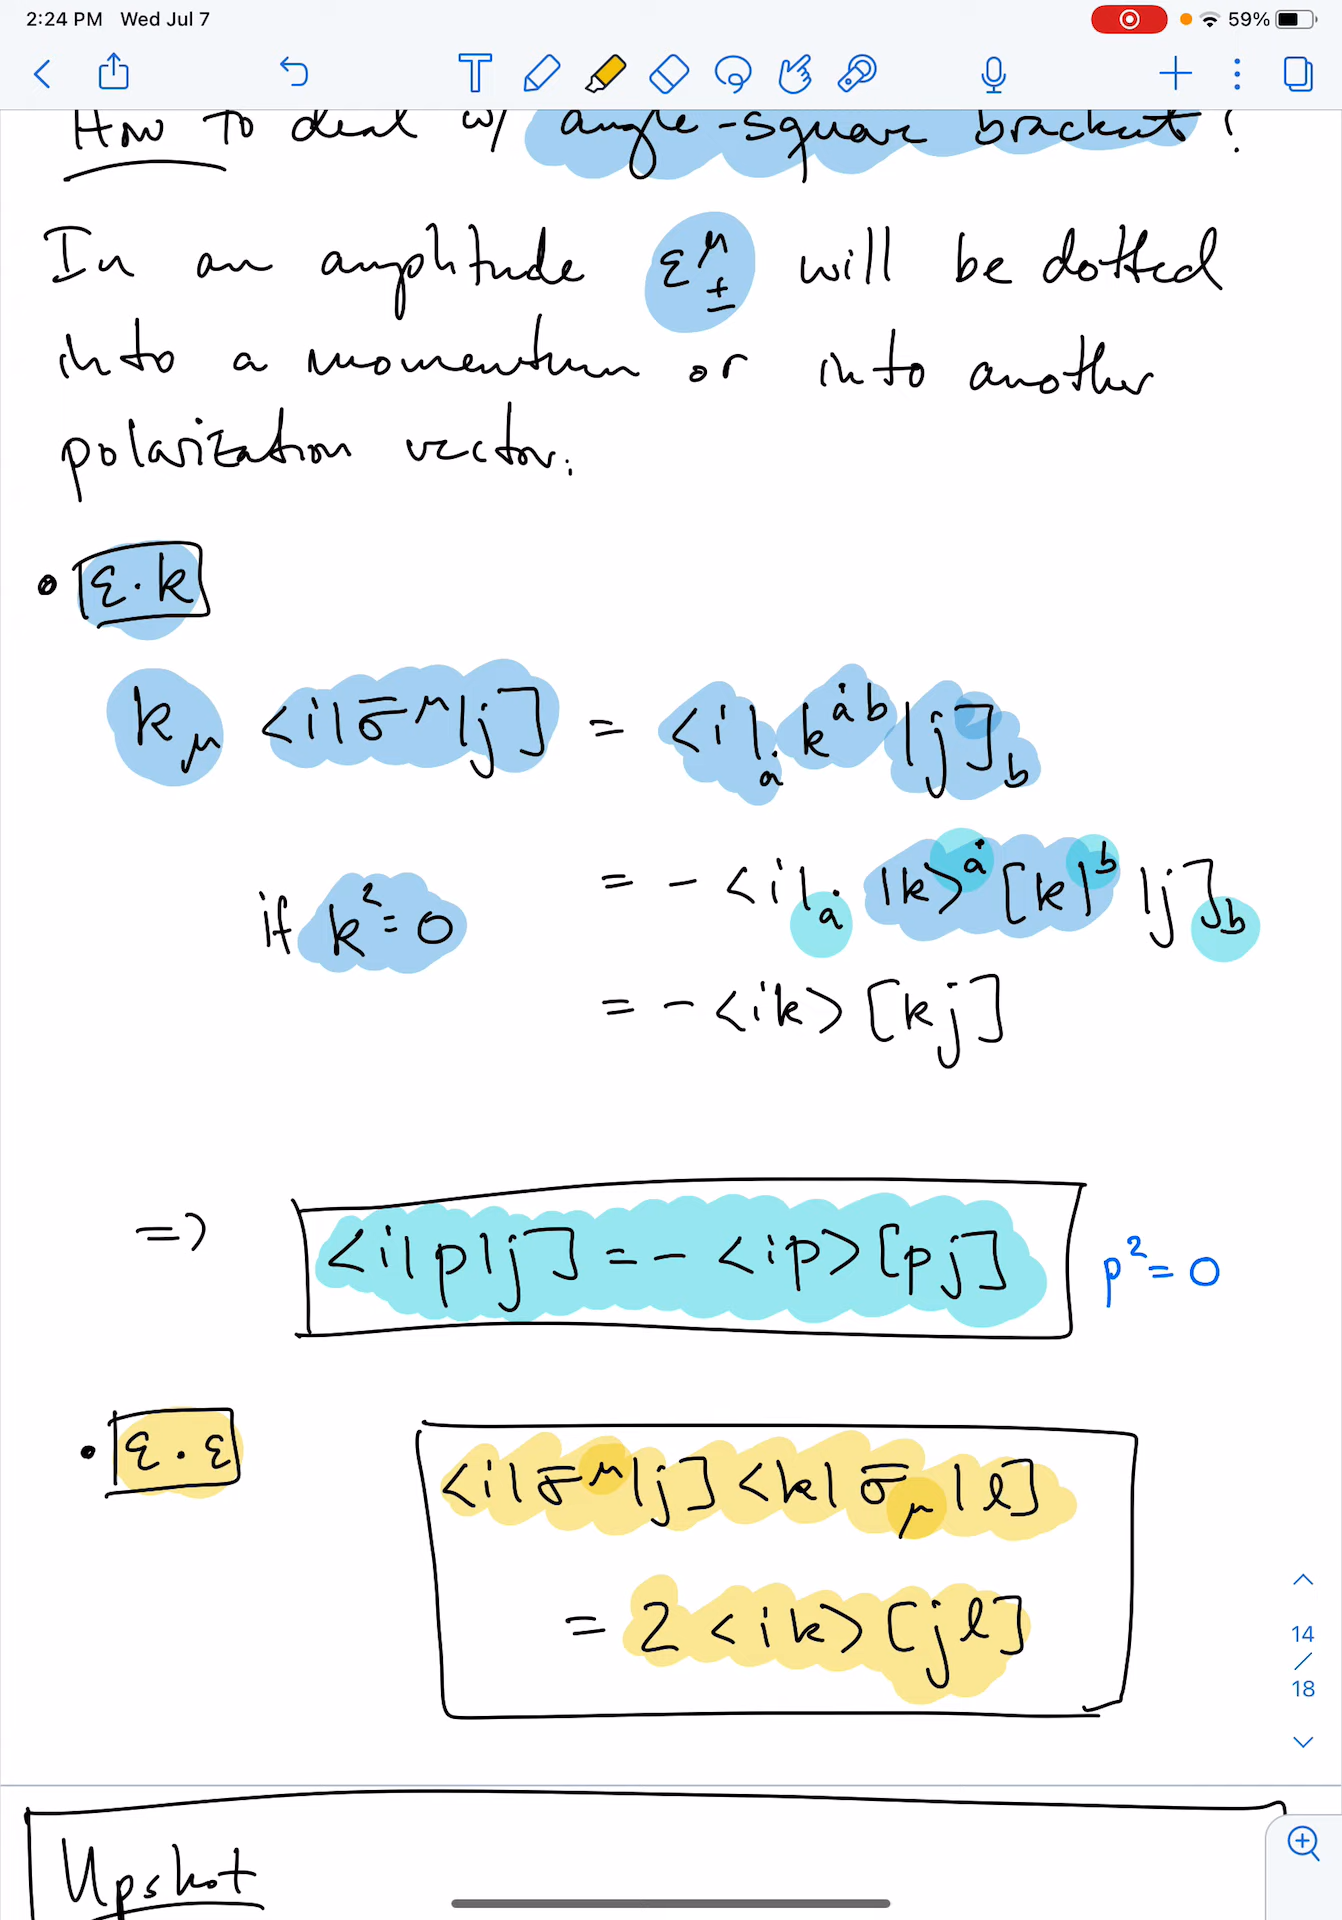 2:24 PM Wed Jul 7
59%
T
How to deal w/ angle-square bracket?
In an amplitude ε^μ_± will be dotted
into a momentum or into another
polarization vector:
• ε·k
k_μ <i|σ̄^μ|j] = <i|_ȧ k^{ȧb} |j]_b
if k²=0 = - <i|_ȧ |k>^ȧ [k|^b |j]_b
= - <ik> [kj]
=> <i|p|j] = - <ip>[pj] p²=0
• ε·ε <i|σ̄^μ|j] <k|σ̄_μ|l]
= 2 <ik> [jl]
14
/
18
Upshot